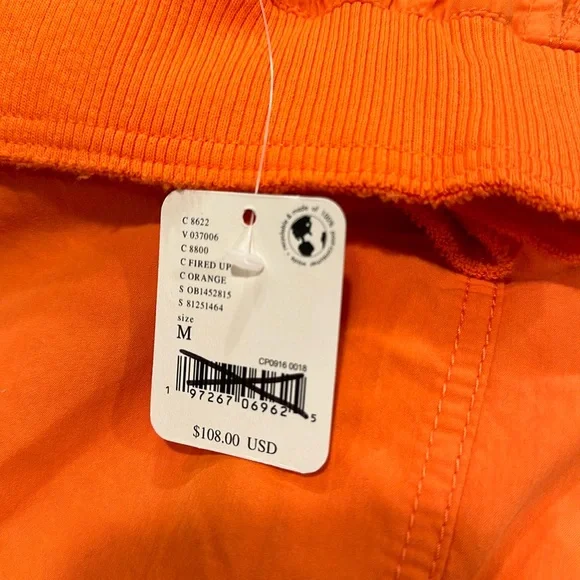 C 8622
V 037006
C 8800
C FIRED UP
C ORANGE
S OB1452815
S 81251464
size
M
CP0916 0018
1 97267 06962 5
$108.00 USD